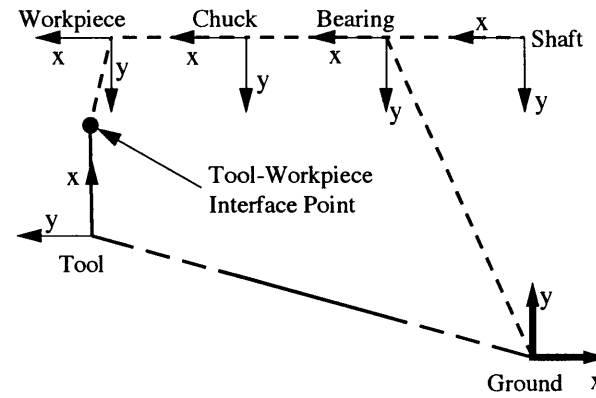 Workpiece
Chuck
Bearing
x
Shaft
x
x
x
y
y
y
y
x
Tool-Workpiece
Interface Point
y
Tool
y
Ground
x